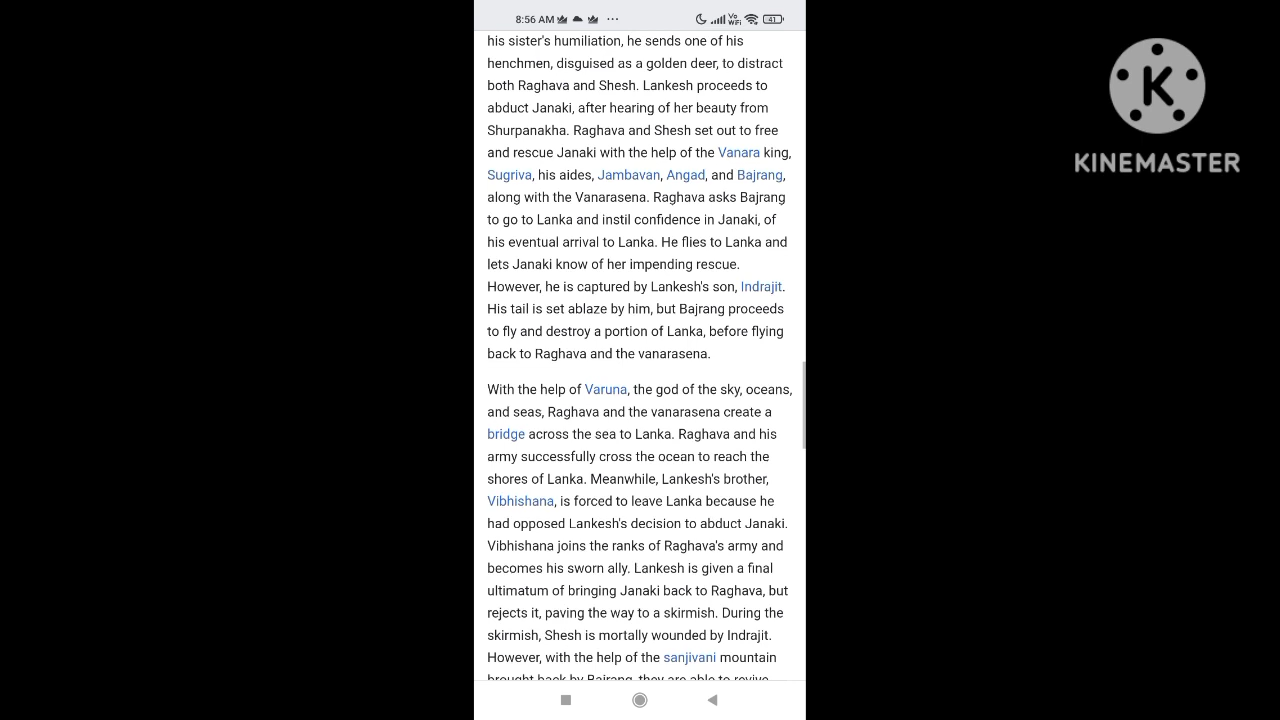 8:56 AM
Vo
WiFi
41
his sister's humiliation, he sends one of his
henchmen, disguised as a golden deer, to distract
both Raghava and Shesh. Lankesh proceeds to
abduct Janaki, after hearing of her beauty from
Shurpanakha. Raghava and Shesh set out to free
and rescue Janaki with the help of the Vanara king,
Sugriva, his aides, Jambavan, Angad, and Bajrang,
along with the Vanarasena. Raghava asks Bajrang
to go to Lanka and instil confidence in Janaki, of
his eventual arrival to Lanka. He flies to Lanka and
lets Janaki know of her impending rescue.
However, he is captured by Lankesh's son, Indrajit.
His tail is set ablaze by him, but Bajrang proceeds
to fly and destroy a portion of Lanka, before flying
back to Raghava and the vanarasena.
With the help of Varuna, the god of the sky, oceans,
and seas, Raghava and the vanarasena create a
bridge across the sea to Lanka. Raghava and his
army successfully cross the ocean to reach the
shores of Lanka. Meanwhile, Lankesh's brother,
Vibhishana, is forced to leave Lanka because he
had opposed Lankesh's decision to abduct Janaki.
Vibhishana joins the ranks of Raghava's army and
becomes his sworn ally. Lankesh is given a final
ultimatum of bringing Janaki back to Raghava, but
rejects it, paving the way to a skirmish. During the
skirmish, Shesh is mortally wounded by Indrajit.
However, with the help of the sanjivani mountain
brought back by Bajrang, they are able to revive
K
KINEMASTER